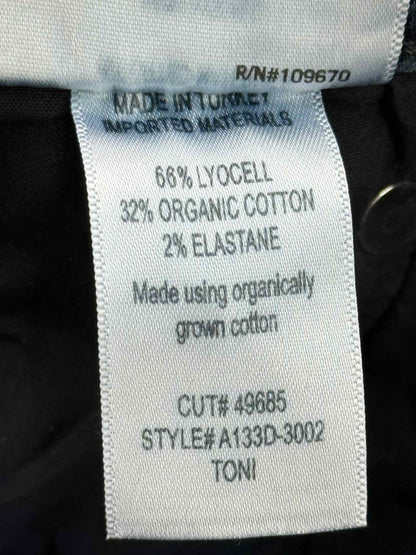 R/N#109670
MADE IN TURKEY
IMPORTED MATERIALS
66% LYOCELL
32% ORGANIC COTTON
2% ELASTANE
Made using organically
grown cotton
CUT# 49685
STYLE# A133D-3002
TONI